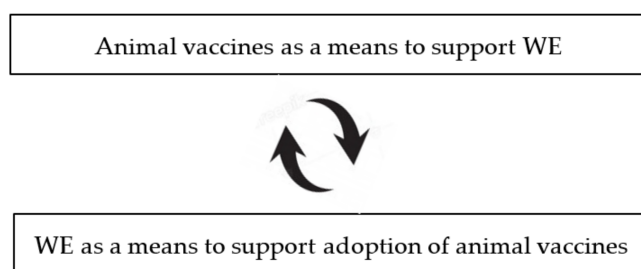 Animal vaccines as a means to support WE
WE as a means to support adoption of animal vaccines